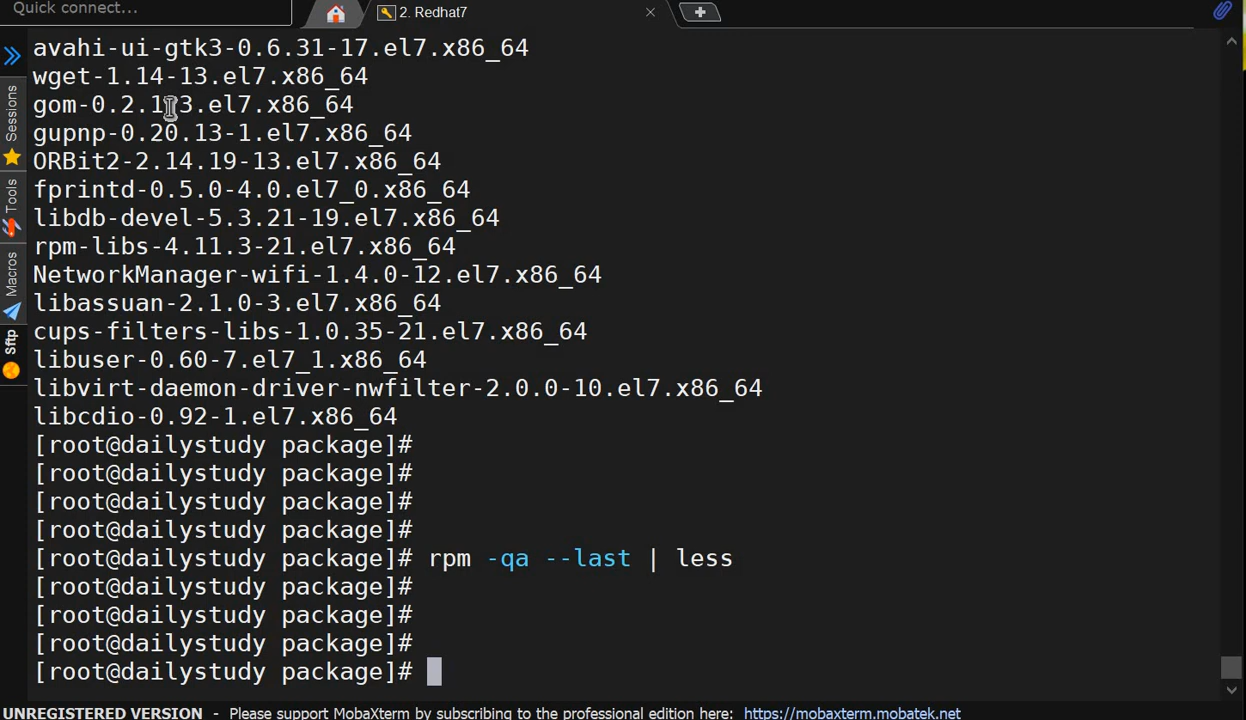 Quick connect...
2. Redhat7
Sessions
Tools
Macros
Sftp
avahi-ui-gtk3-0.6.31-17.el7.x86_64
wget-1.14-13.el7.x86_64
gom-0.2.1-3.el7.x86_64
gupnp-0.20.13-1.el7.x86_64
ORBit2-2.14.19-13.el7.x86_64
fprintd-0.5.0-4.0.el7_0.x86_64
libdb-devel-5.3.21-19.el7.x86_64
rpm-libs-4.11.3-21.el7.x86_64
NetworkManager-wifi-1.4.0-12.el7.x86_64
libassuan-2.1.0-3.el7.x86_64
cups-filters-libs-1.0.35-21.el7.x86_64
libuser-0.60-7.el7_1.x86_64
libvirt-daemon-driver-nwfilter-2.0.0-10.el7.x86_64
libcdio-0.92-1.el7.x86_64
[root@dailystudy package]#
[root@dailystudy package]#
[root@dailystudy package]#
[root@dailystudy package]#
[root@dailystudy package]# rpm -qa --last | less
[root@dailystudy package]#
[root@dailystudy package]#
[root@dailystudy package]#
[root@dailystudy package]#
UNREGISTERED VERSION - Please support MobaXterm by subscribing to the professional edition here: https://mobaxterm.mobatek.net